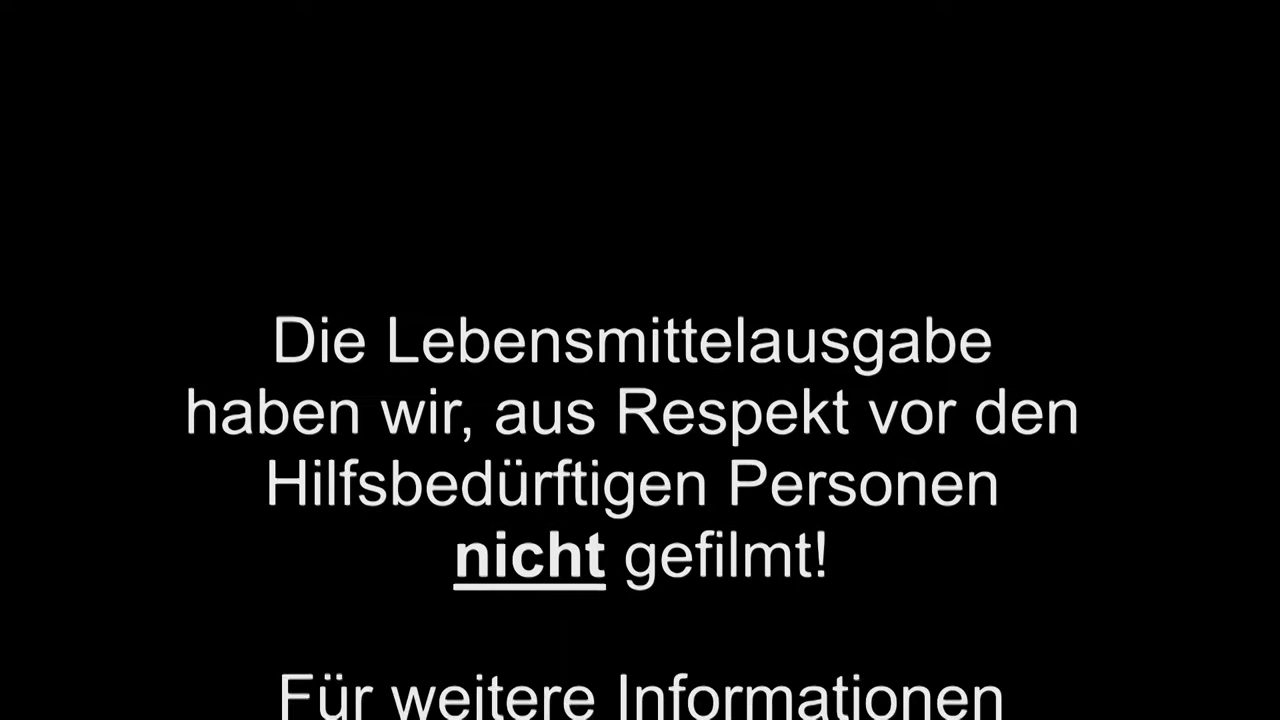 Die Lebensmittelausgabe
haben wir, aus Respekt vor den
Hilfsbedürftigen Personen
nicht gefilmt!
Für weitere Informationen